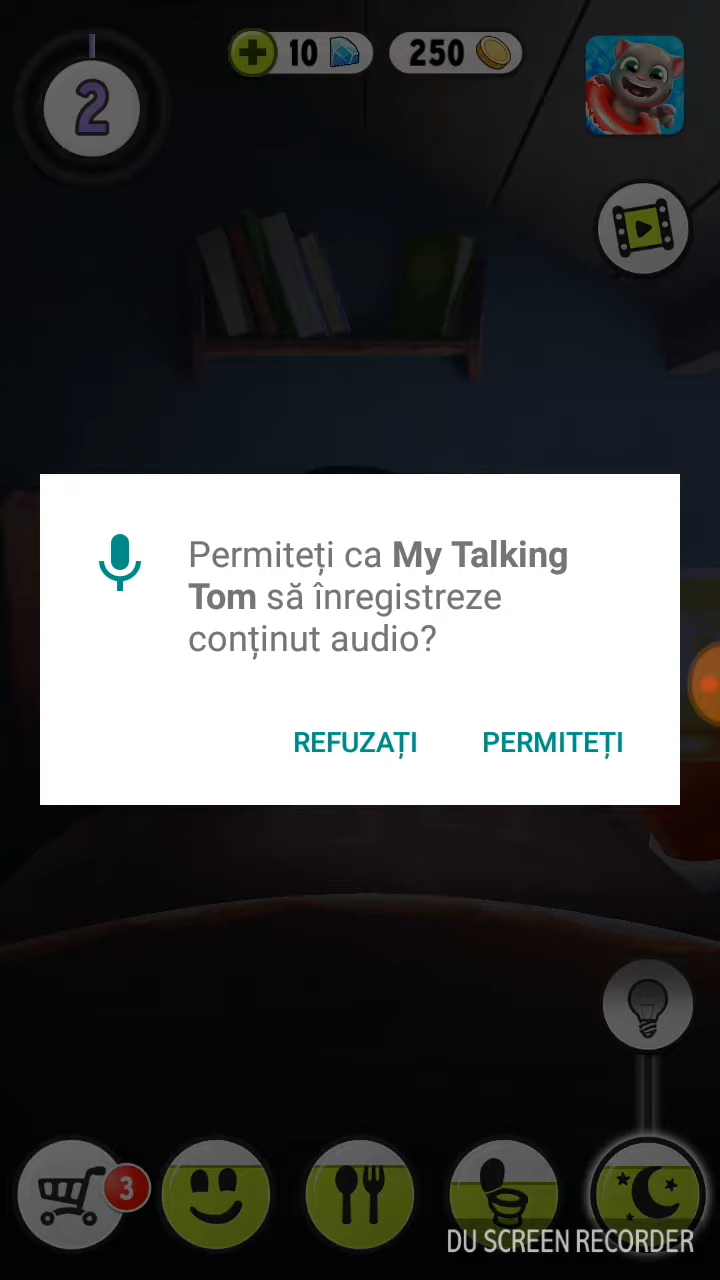 2
10
250
Permiteți ca My Talking
Tom să înregistreze
conținut audio?
REFUZAȚI PERMITEȚI
3
DU SCREEN RECORDER